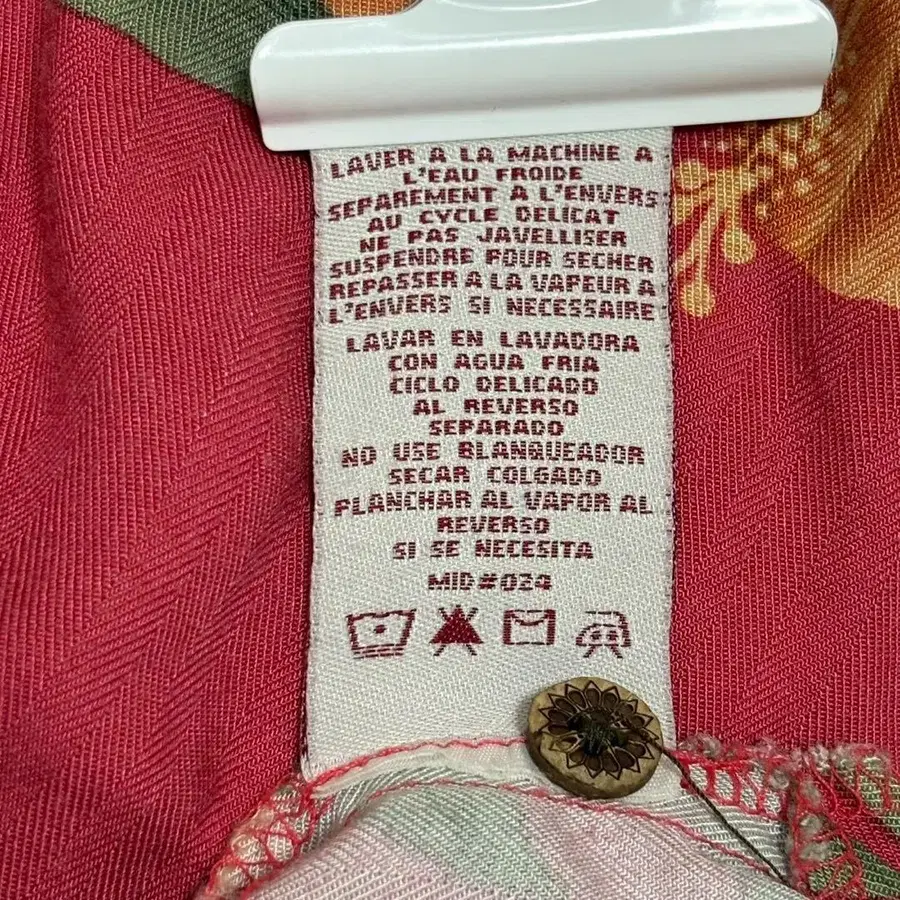 LAVER A LA MACHINE A
L'EAU FROIDE
SEPAREMENT A L'ENVERS
AU CYCLE DELICAT
NE PAS JAVELLISER
SUSPENDRE POUR SECHER
REPASSER A LA VAPEUR A
L'ENVERS SI NECESSAIRE
LAVAR EN LAVADORA
CON AGUA FRIA
CICLO DELICADO
AL REVERSO
SEPARADO
NO USE BLANQUEADOR
SECAR COLGADO
PLANCHAR AL VAPOR AL
REVERSO
SI SE NECESITA
MID#024